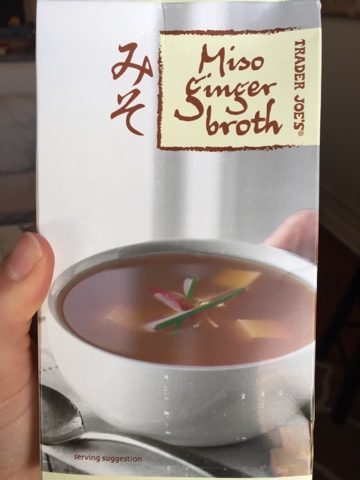 みそ
Miso
Ginger
broth
TRADER JOE'S®
serving suggestion